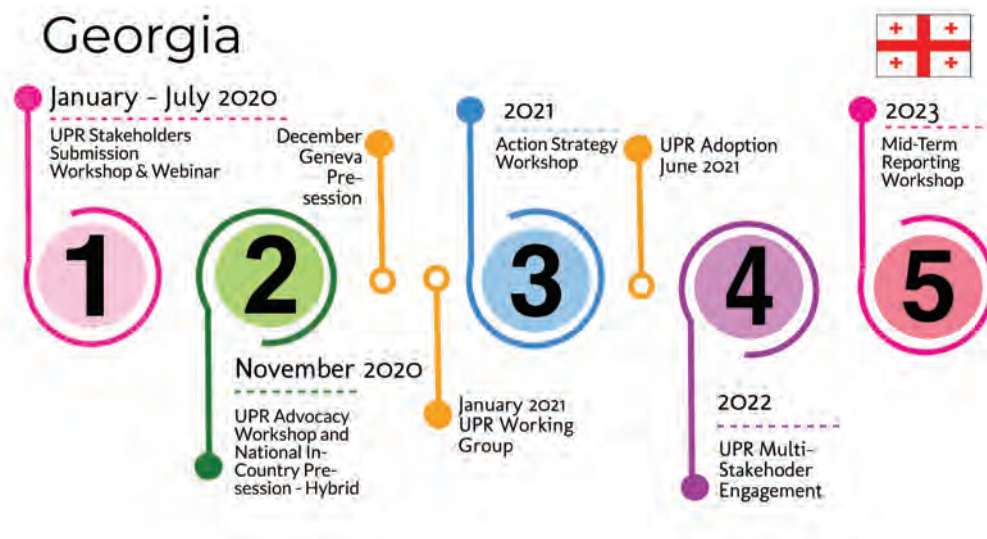 Georgia
January - July 2020
UPR Stakeholders
Submission
Workshop & Webinar
1
2
November 2020
UPR Advocacy
Workshop and
National In-
Country Pre-
session - Hybrid
December
Geneva
Pre-
session
January 2021
UPR Working
Group
2021
Action Strategy
Workshop
3
UPR Adoption
June 2021
4
2022
UPR Multi-
Stakehoder
Engagement
2023
Mid-Term
Reporting
Workshop
5